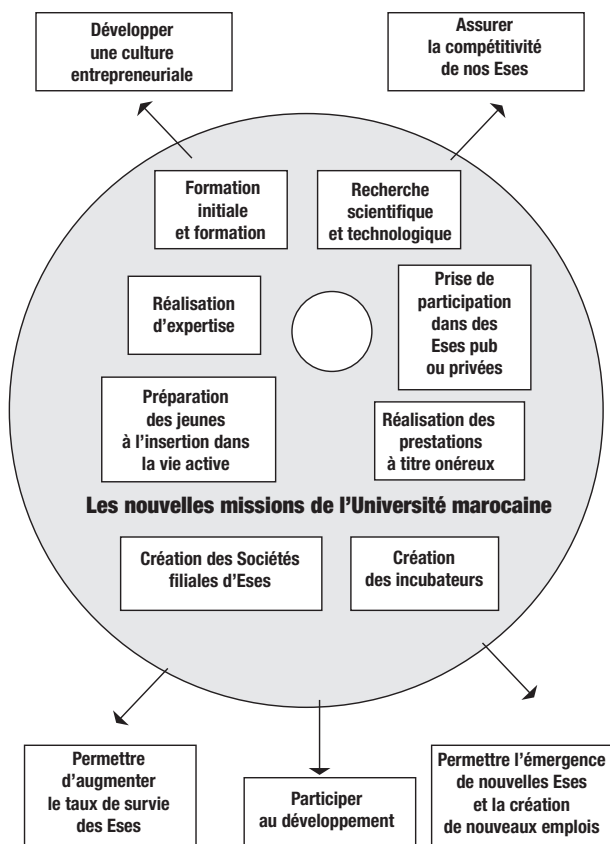 Développer
une culture
entrepreneuriale
Assurer
la compétitivité
de nos Eses
Formation
initiale
et formation
Recherche
scientifique
et technologique
Réalisation
d'expertise
Prise de
participation
dans des
Eses pub
ou privées
Préparation
des jeunes
à l'insertion dans
la vie active
Réalisation des
prestations
à titre onéreux
Les nouvelles missions de l'Université marocaine
Création des Sociétés
filiales d'Eses
Création
des incubateurs
Permettre
d'augmenter
le taux de survie
des Eses
Participer
au développement
Permettre l'émergence
de nouvelles Eses
et la création
de nouveaux emplois